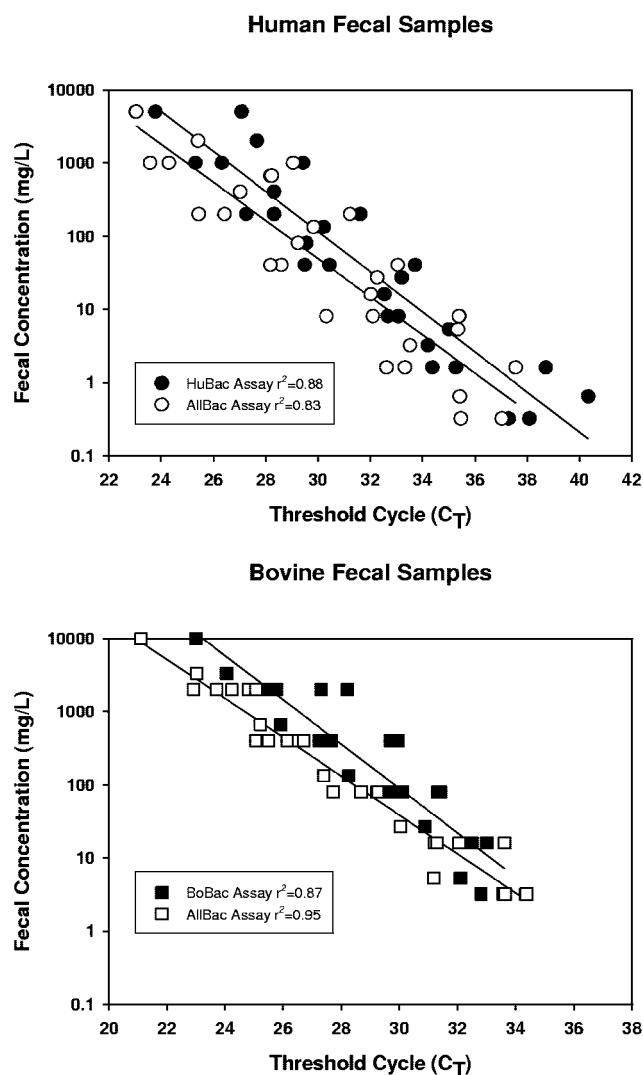 Human Fecal Samples
Fecal Concentration (mg/L)
10000
1000
100
10
1
0.1
HuBac Assay r²=0.88
AllBac Assay r²=0.83
22 24 26 28 30 32 34 36 38 40 42
Threshold Cycle (C_T)
Bovine Fecal Samples
Fecal Concentration (mg/L)
10000
1000
100
10
1
0.1
BoBac Assay r²=0.87
AllBac Assay r²=0.95
20 22 24 26 28 30 32 34 36 38
Threshold Cycle (C_T)